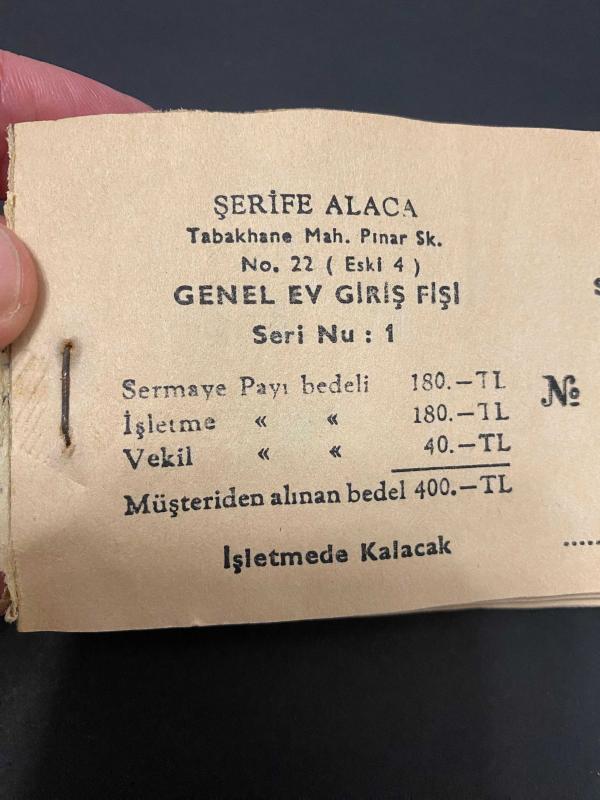 ŞERİFE ALACA
Tabakhane Mah. Pınar Sk.
No. 22 ( Eski 4 )
GENEL EV GİRİŞ FİŞİ
Seri Nu : 1
Sermaye Payı bedeli 180.—TL
İşletme « « 180.—TL
Vekil « « 40.—TL
Müşteriden alınan bedel 400.—TL
İşletmede Kalacak
S
№
.....